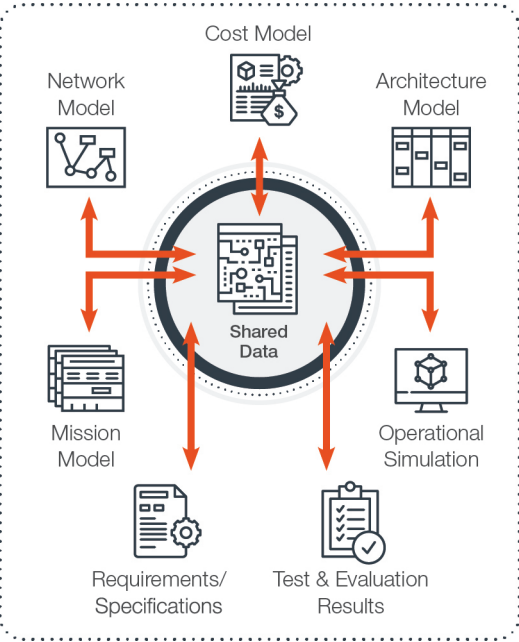 Cost Model
Network
Model
Architecture
Model
$
Shared
Data
Mission
Model
Operational
Simulation
Requirements/
Specifications
Test & Evaluation
Results